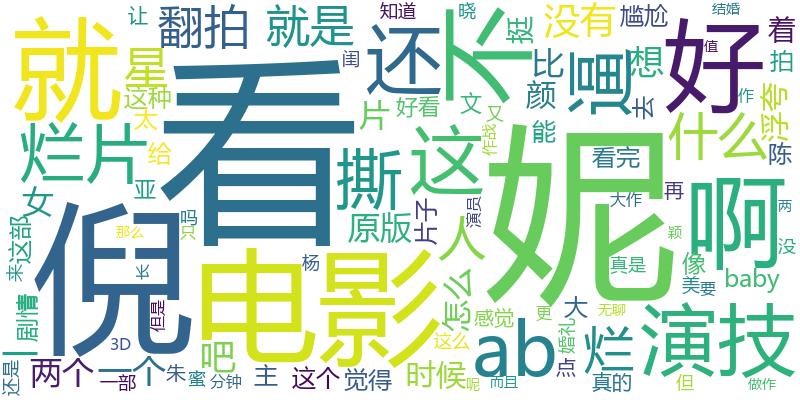 就
让
星
这种
太
给
翻拍
就是
知道
闺
还
挺
不
晓
没有
尴尬
结婚
值
着
拍
好
逼
比
颜
想
去
作
浮夸
烂片
女
亚
看
片
好看
文
又
作战
能
什么
陈
看完
再
撕
这
啊
原版
片子
人
演员
大作
两
没
真是
颖
像
美
要
baby
吗
只
那么
来
这部
倪
长
但是
杨
电影
妮
怎么
感觉
更
大
无聊
一
剧情
3D
ab
这么
婚礼
点
烂
演技
还是
两个
一部
一个
朱
蜜
吧
分钟
主
这个
觉得
时候
呢
而且
真的
但
做作